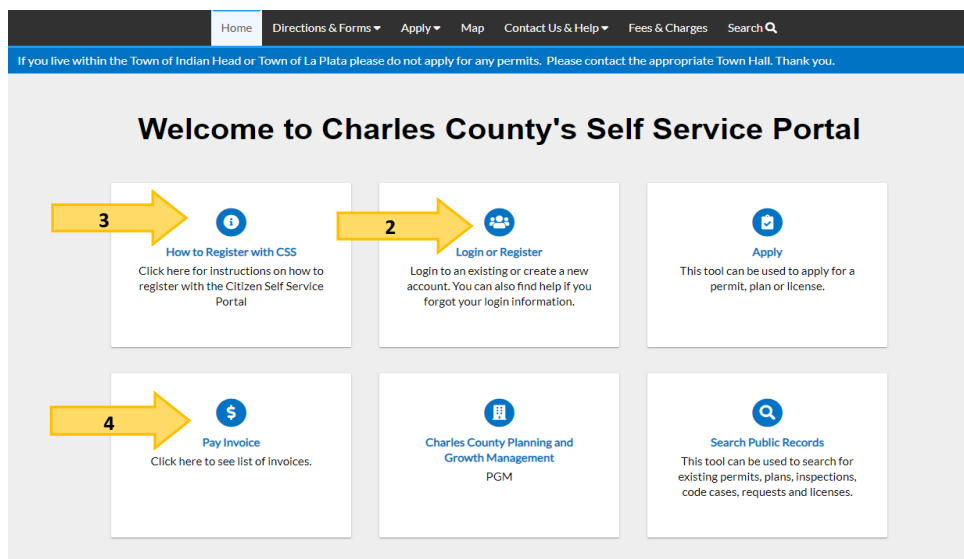 Home Directions & Forms Apply Map Contact Us & Help Fees & Charges Search
If you live within the Town of Indian Head or Town of La Plata please do not apply for any permits. Please contact the appropriate Town Hall. Thank you.
Welcome to Charles County's Self Service Portal
3
How to Register with CSS
Click here for instructions on how to
register with the Citizen Self Service
Portal
2
Login or Register
Login to an existing or create a new
account. You can also find help if you
forgot your login information.
Apply
This tool can be used to apply for a
permit, plan or license.
4
$
Pay Invoice
Click here to see list of invoices.
Charles County Planning and
Growth Management
PGM
Search Public Records
This tool can be used to search for
existing permits, plans, inspections,
code cases, requests and licenses.